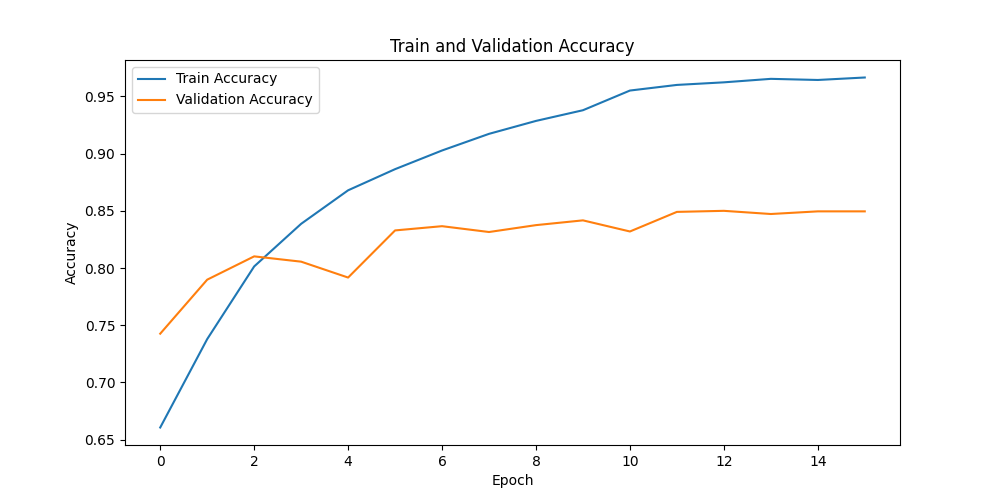 Train and Validation Accuracy
Train Accuracy
Validation Accuracy
Accuracy
0.95
0.90
0.85
0.80
0.75
0.70
0.65
0 2 4 6 8 10 12 14
Epoch